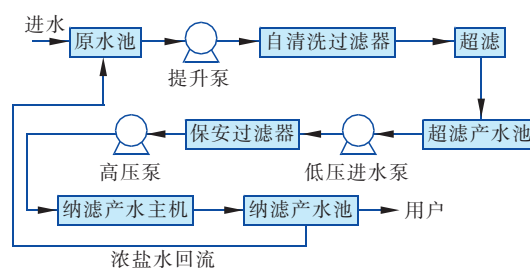 进水
原水池
提升泵
自清洗过滤器
超滤
超滤产水池
低压进水泵
保安过滤器
高压泵
纳滤产水主机
纳滤产水池
用户
浓盐水回流